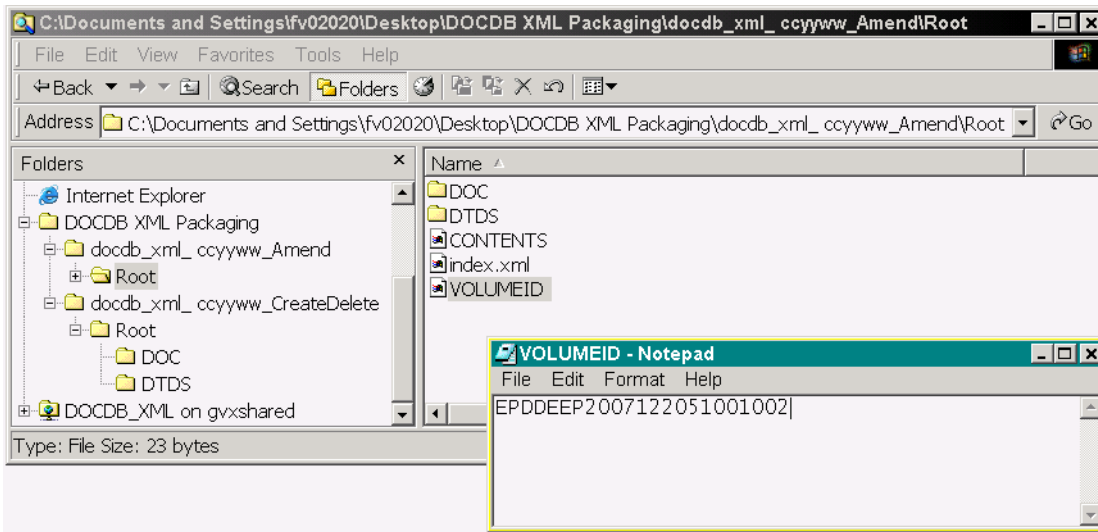 C:\Documents and Settings\fv02020\Desktop\DOCDB XML Packaging\docdb_xml_ ccyyww_Amend\Root
File Edit View Favorites Tools Help
Back Search Folders
Address C:\Documents and Settings\fv02020\Desktop\DOCDB XML Packaging\docdb_xml_ ccyyww_Amend\Root Go
Folders
Internet Explorer
DOCDB XML Packaging
docdb_xml_ ccyyww_Amend
Root
docdb_xml_ ccyyww_CreateDelete
Root
DOC
DTDS
DOCDB_XML on gvxshared
Name
DOC
DTDS
CONTENTS
index.xml
VOLUMEID
Type: File Size: 23 bytes
VOLUMEID - Notepad
File Edit Format Help
EPDDEEP2007122051001002